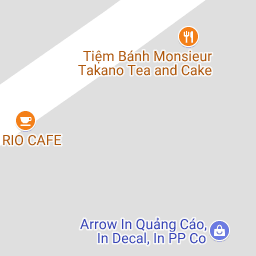 Tiệm Bánh Monsieur
Takano Tea and Cake
RIO CAFE
Arrow In Quảng Cáo,
In Decal, In PP Co